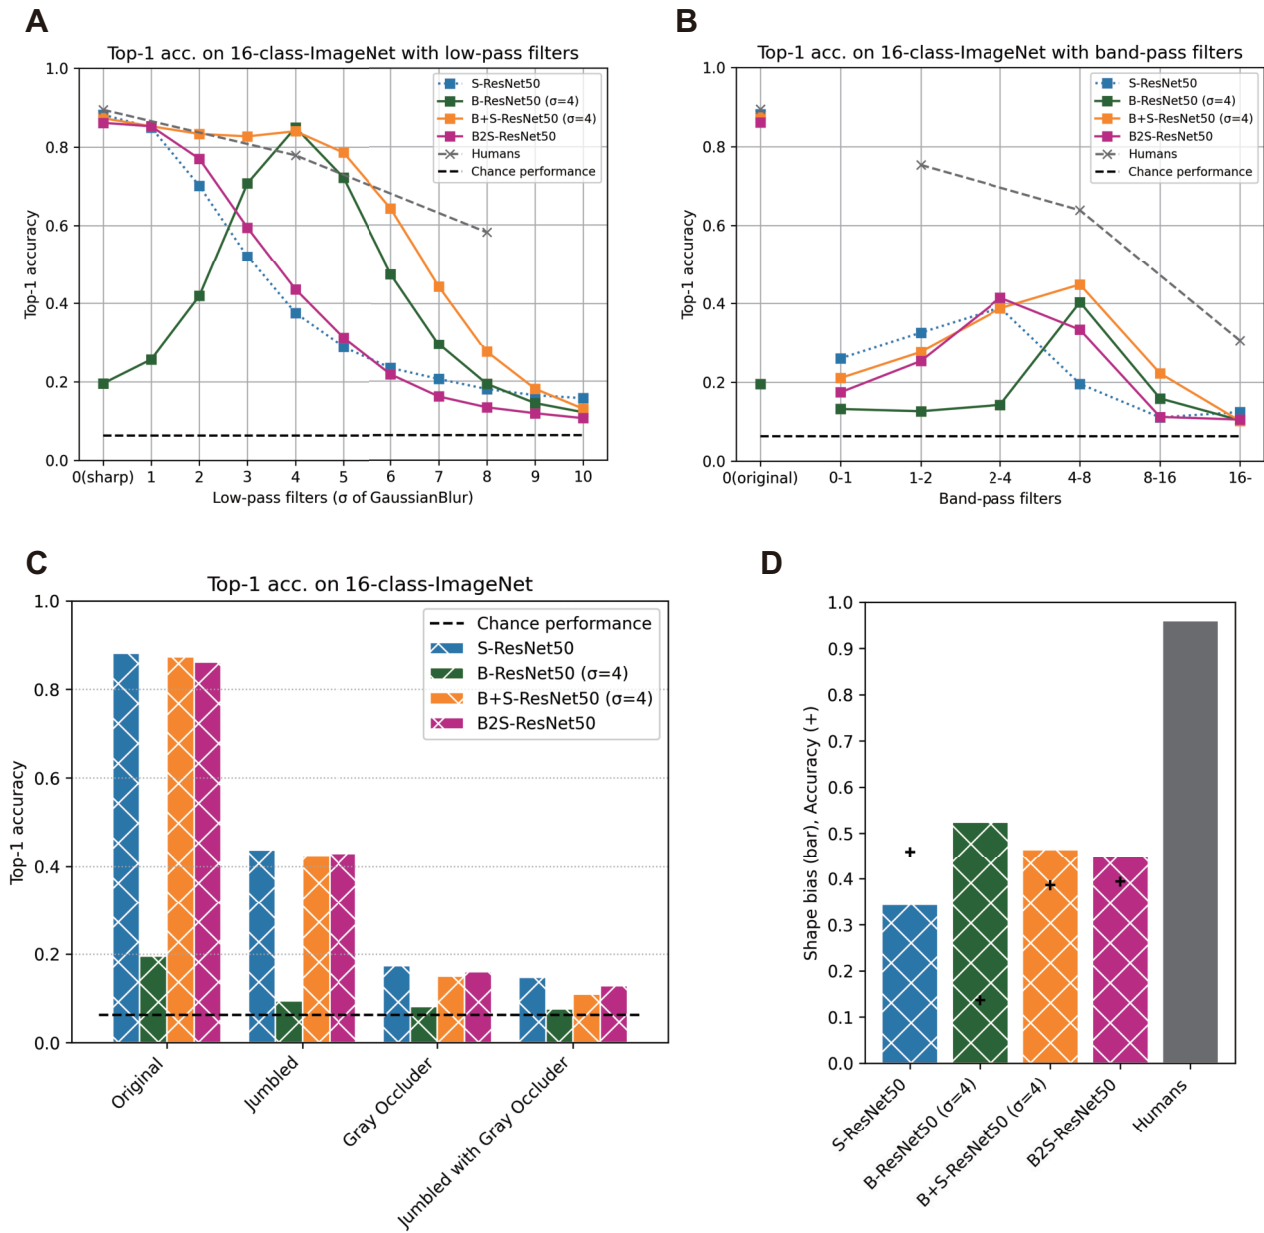 A
Top-1 acc. on 16-class-ImageNet with low-pass filters
1.0
0.8
0.6
0.4
0.2
0.0
Top-1 accuracy
S-ResNet50
B-ResNet50 (σ=4)
B+S-ResNet50 (σ=4)
B2S-ResNet50
Humans
Chance performance
0(sharp) 1 2 3 4 5 6 7 8 9 10
Low-pass filters (σ of GaussianBlur)
B
Top-1 acc. on 16-class-ImageNet with band-pass filters
1.0
0.8
0.6
0.4
0.2
0.0
Top-1 accuracy
S-ResNet50
B-ResNet50 (σ=4)
B+S-ResNet50 (σ=4)
B2S-ResNet50
Humans
Chance performance
0(original) 0-1 1-2 2-4 4-8 8-16 16-
Band-pass filters
C
Top-1 acc. on 16-class-ImageNet
1.0
0.8
0.6
0.4
0.2
0.0
Top-1 accuracy
Chance performance
S-ResNet50
B-ResNet50 (σ=4)
B+S-ResNet50 (σ=4)
B2S-ResNet50
Original
Jumbled
Gray Occluder
Jumbled with Gray Occluder
D
1.0
0.9
0.8
0.7
0.6
0.5
0.4
0.3
0.2
0.1
0.0
Shape bias (bar), Accuracy (+)
S-ResNet50
B-ResNet50 (σ=4)
B+S-ResNet50 (σ=4)
B2S-ResNet50
Humans